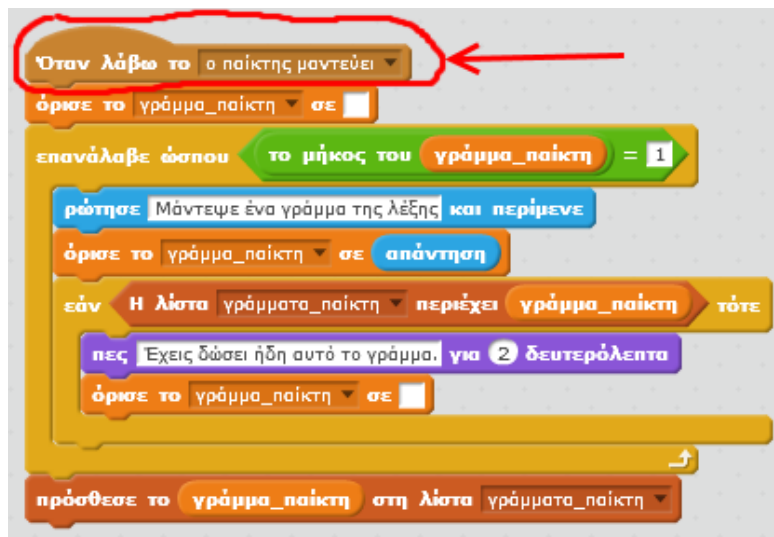 Όταν λάβω το ο παίκτης μαντεύει
όρισε το γράμμα_παίκτη σε
επανάλαβε ώσπου το μήκος του γράμμα_παίκτη = 1
ρώτησε Μάντεψε ένα γράμμα της λέξης και περίμενε
όρισε το γράμμα_παίκτη σε απάντηση
εάν Η λίστα γράμματα_παίκτη περιέχει γράμμα_παίκτη τότε
πες Έχεις δώσει ήδη αυτό το γράμμα. για 2 δευτερόλεπτα
όρισε το γράμμα_παίκτη σε
πρόσθεσε το γράμμα_παίκτη στη λίστα γράμματα_παίκτη